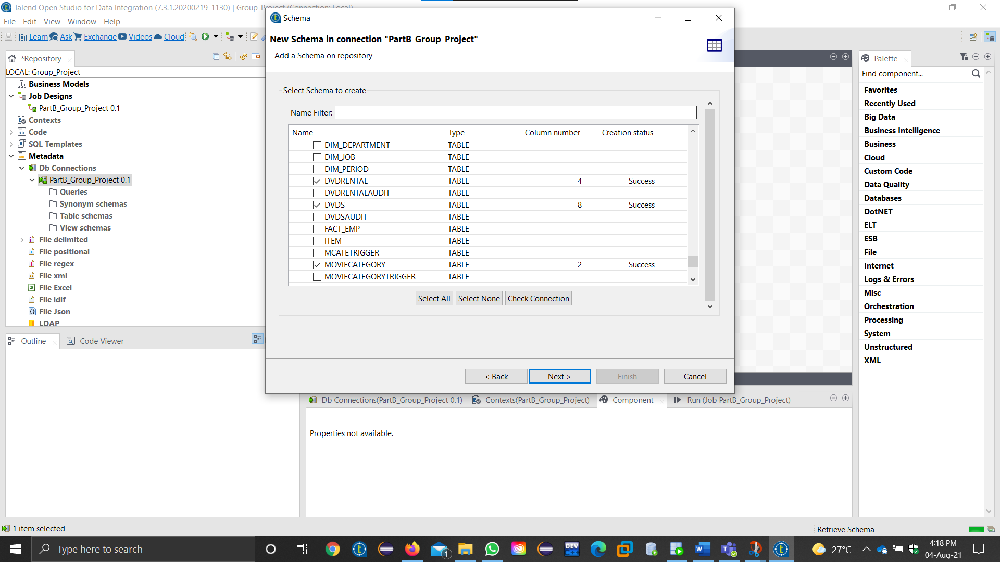 Talend Open Studio for Data Integration (7.3.1.20200219_1130) | Group_Project (Connection: Local)
File Edit View Window Help
Learn Ask Exchange Videos Cloud
*Repository
LOCAL: Group_Project
Business Models
Job Designs
PartB_Group_Project 0.1
Contexts
Code
SQL Templates
Metadata
Db Connections
PartB_Group_Project 0.1
Queries
Synonym schemas
Table schemas
View schemas
File delimited
File positional
File regex
File xml
File Excel
File ldif
File Json
LDAP
Outline
Code Viewer
Schema
New Schema in connection "PartB_Group_Project"
Add a Schema on repository
Select Schema to create
Name Filter:
Name Type Column number Creation status
DIM_DEPARTMENT TABLE
DIM_JOB TABLE
DIM_PERIOD TABLE
DVDRENTAL TABLE 4 Success
DVDRENTALAUDIT TABLE
DVDS TABLE 8 Success
DVDSAUDIT TABLE
FACT_EMP TABLE
ITEM TABLE
MCATETRIGGER TABLE
MOVIECATEGORY TABLE 2 Success
MOVIECATEGORYTRIGGER TABLE
Select All Select None Check Connection
< Back Next > Finish Cancel
Db Connections(PartB_Group_Project 0.1) Contexts(PartB_Group_Project) Component Run (Job PartB_Group_Project)
Properties not available.
Palette
Find component...
Favorites
Recently Used
Big Data
Business Intelligence
Business
Cloud
Custom Code
Data Quality
Databases
DotNET
ELT
ESB
File
Internet
Logs & Errors
Misc
Orchestration
Processing
System
Unstructured
XML
1 item selected
Retrieve Schema
Type here to search
1
DEV C++
27°C
4:18 PM
04-Aug-21